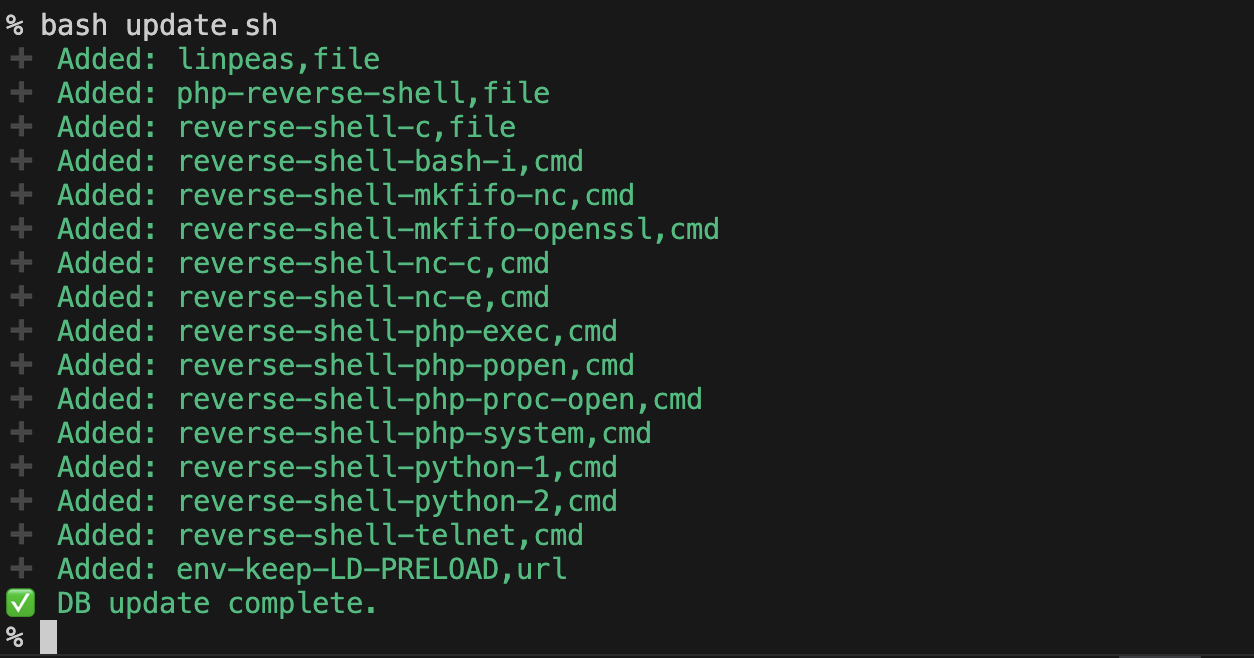 % bash update.sh
➕ Added: linpeas,file
➕ Added: php-reverse-shell,file
➕ Added: reverse-shell-c,file
➕ Added: reverse-shell-bash-i,cmd
➕ Added: reverse-shell-mkfifo-nc,cmd
➕ Added: reverse-shell-mkfifo-openssl,cmd
➕ Added: reverse-shell-nc-c,cmd
➕ Added: reverse-shell-nc-e,cmd
➕ Added: reverse-shell-php-exec,cmd
➕ Added: reverse-shell-php-popen,cmd
➕ Added: reverse-shell-php-proc-open,cmd
➕ Added: reverse-shell-php-system,cmd
➕ Added: reverse-shell-python-1,cmd
➕ Added: reverse-shell-python-2,cmd
➕ Added: reverse-shell-telnet,cmd
➕ Added: env-keep-LD-PRELOAD,url
✅ DB update complete.
%